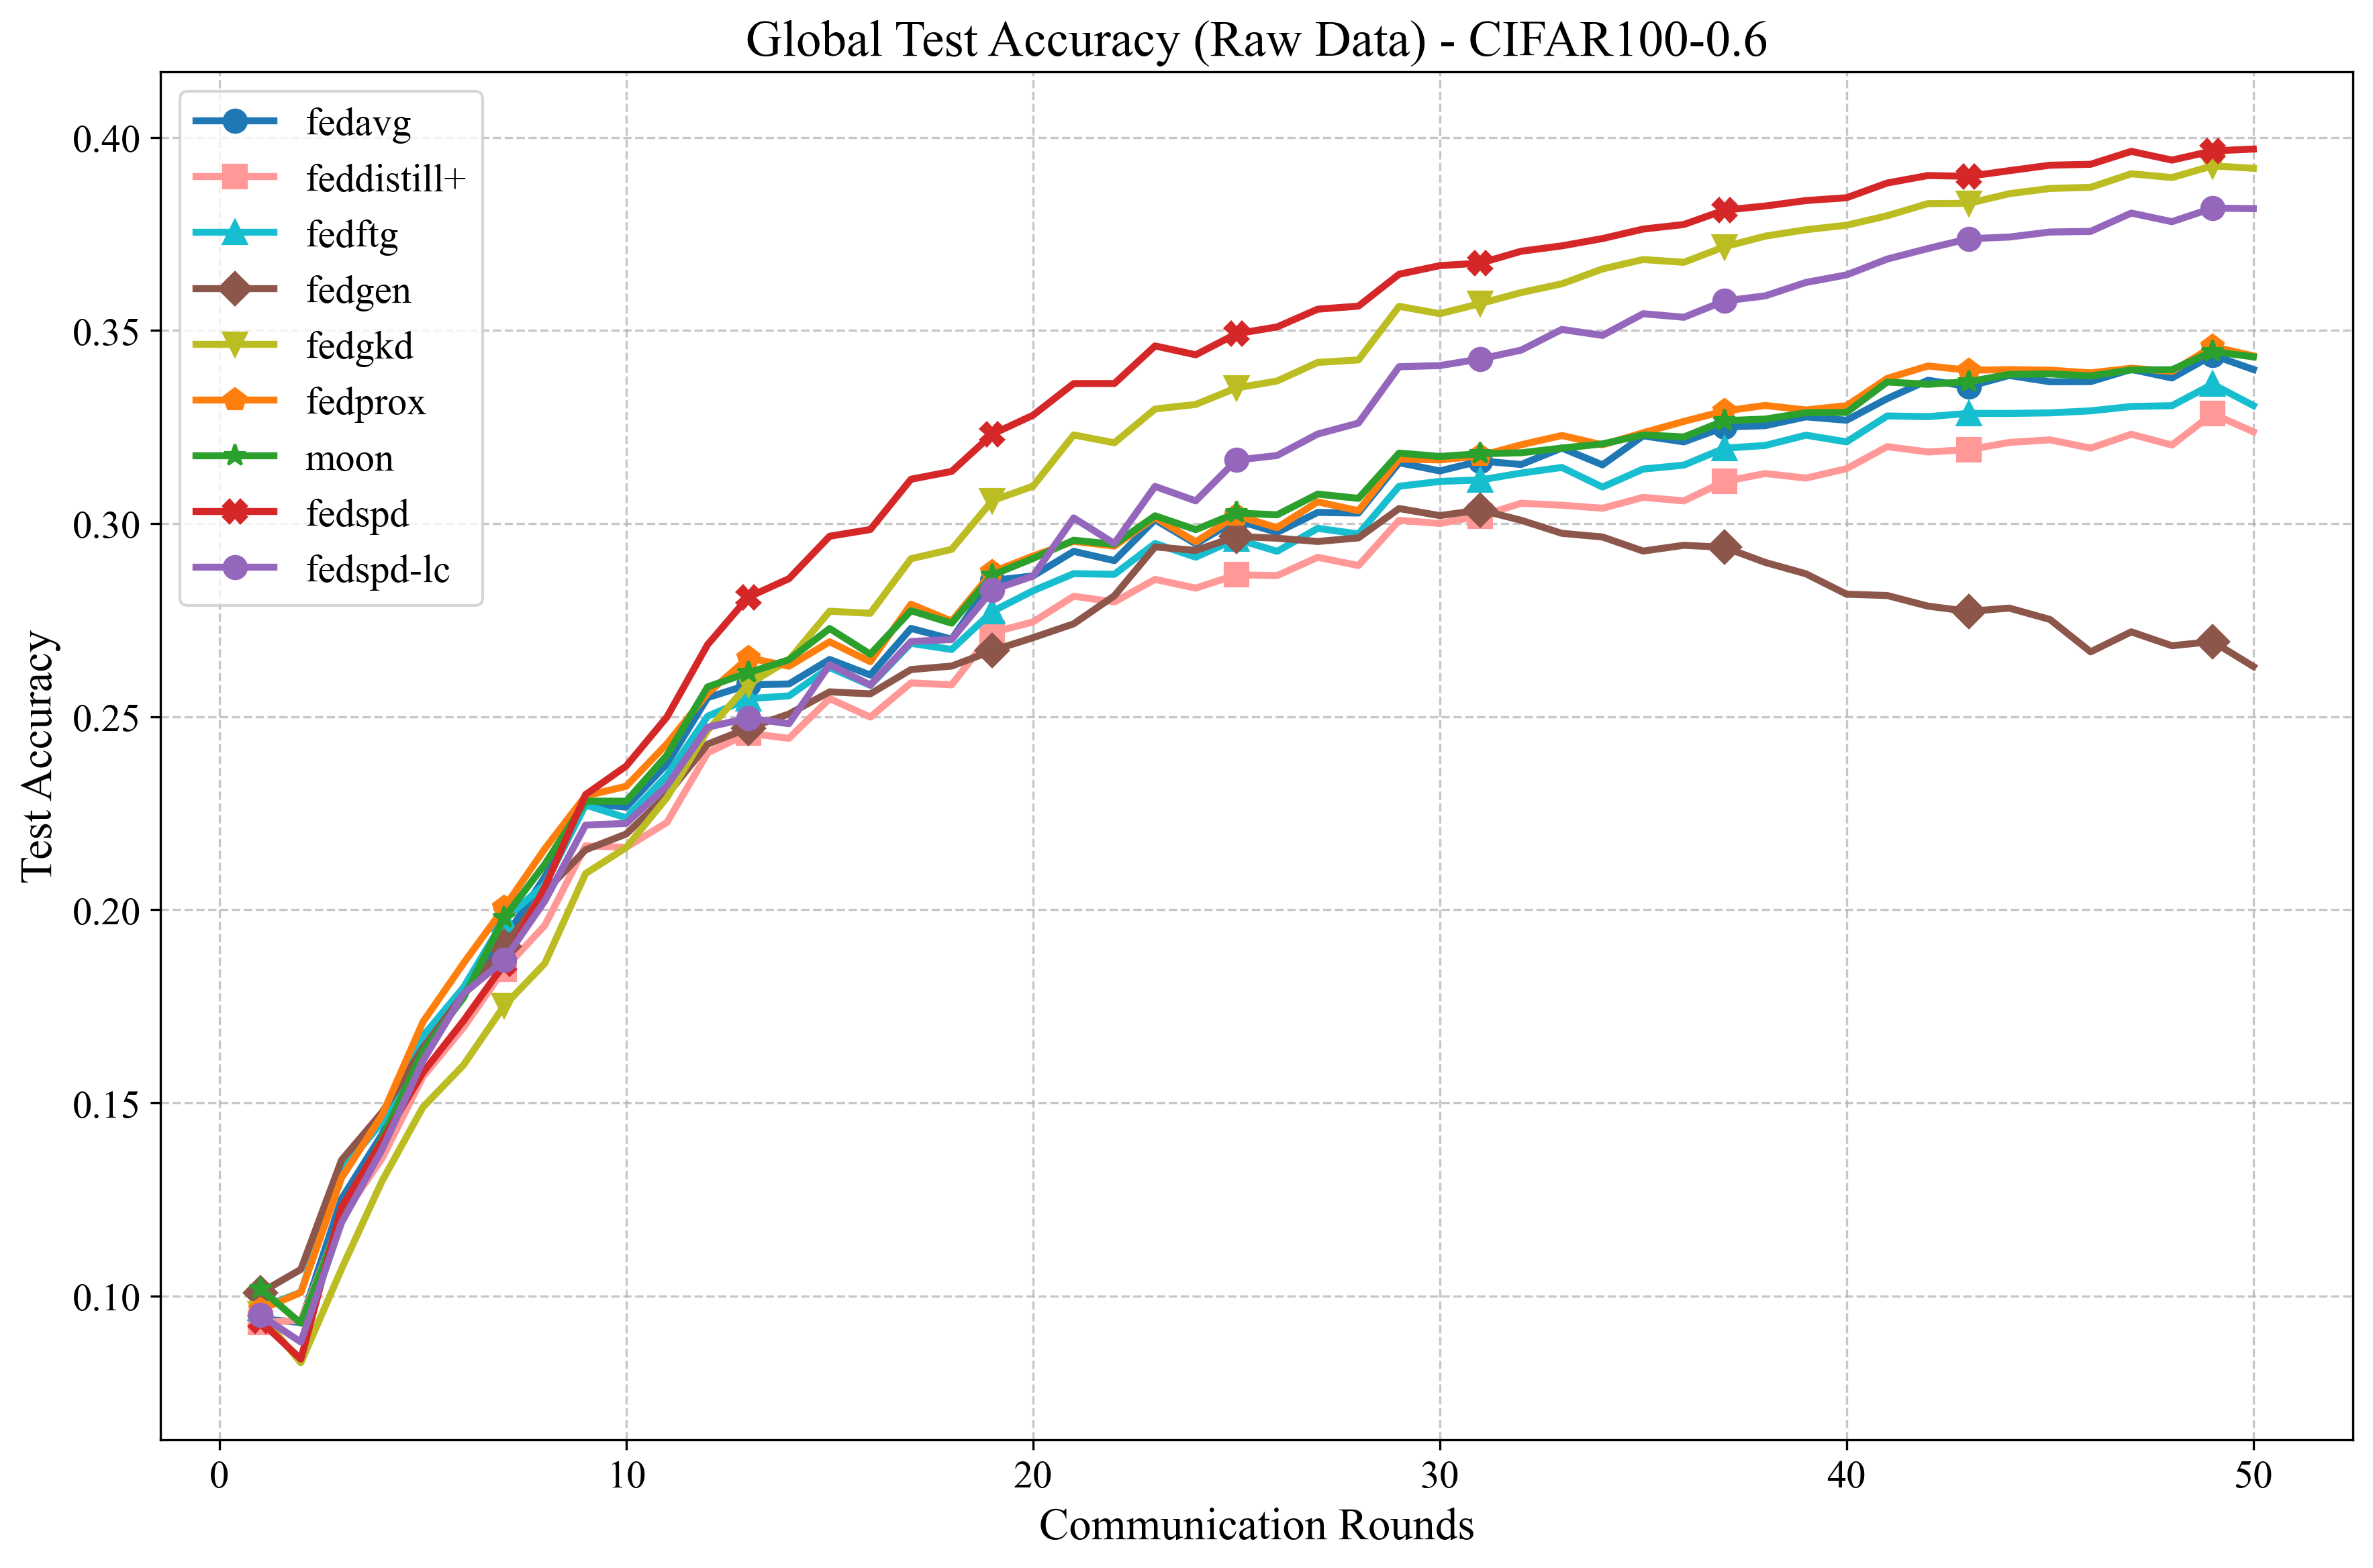 Global Test Accuracy (Raw Data) - CIFAR100-0.6
fedavg
feddistill+
fedftg
fedgen
fedgkd
fedprox
moon
fedspd
fedspd-lc
0.40
0.35
0.30
0.25
0.20
0.15
0.10
Test Accuracy
0 10 20 30 40 50
Communication Rounds